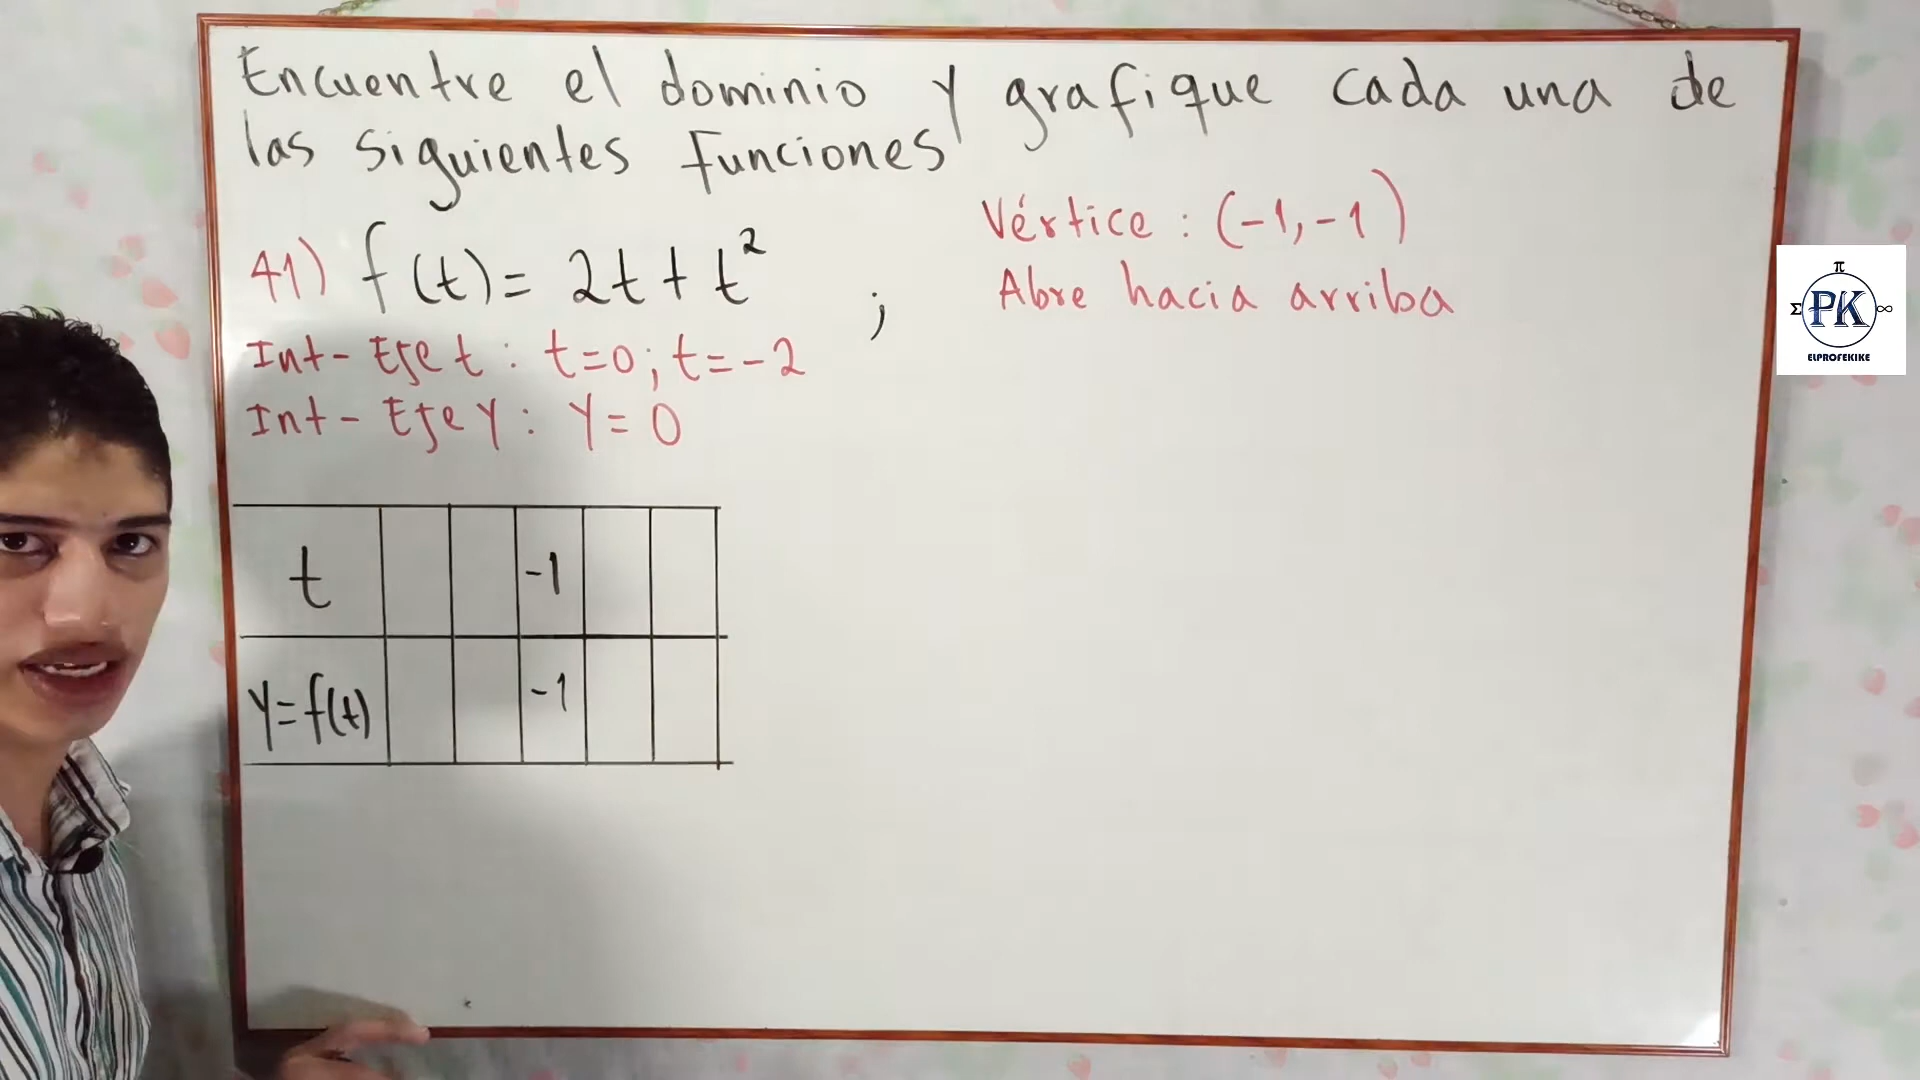 Encuentre el dominio y grafique cada una de
las siguientes funciones
41) f(t) = 2t + t² ;
Int - Eje t : t=0 ; t=-2
Int - Eje Y : Y = 0
Vértice : (-1,-1)
Abre hacia arriba
t -1
Y=f(t) -1
π
Σ PK ∞
ELPROFEKIKE